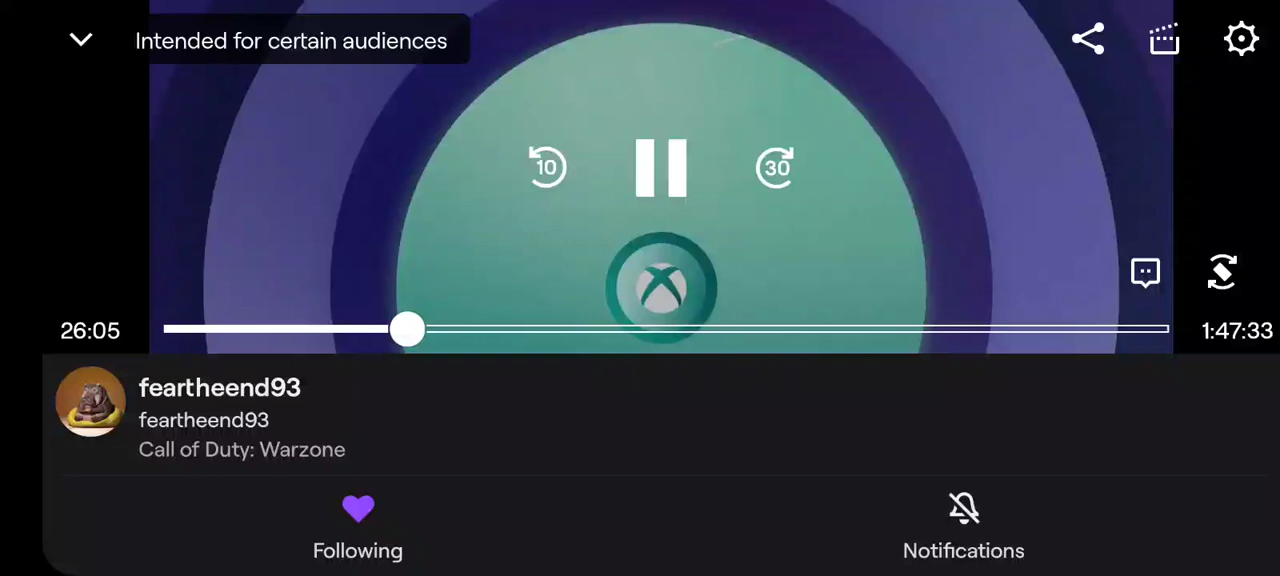 Intended for certain audiences
10
30
26:05
1:47:33
feartheend93
feartheend93
Call of Duty: Warzone
Following
Notifications